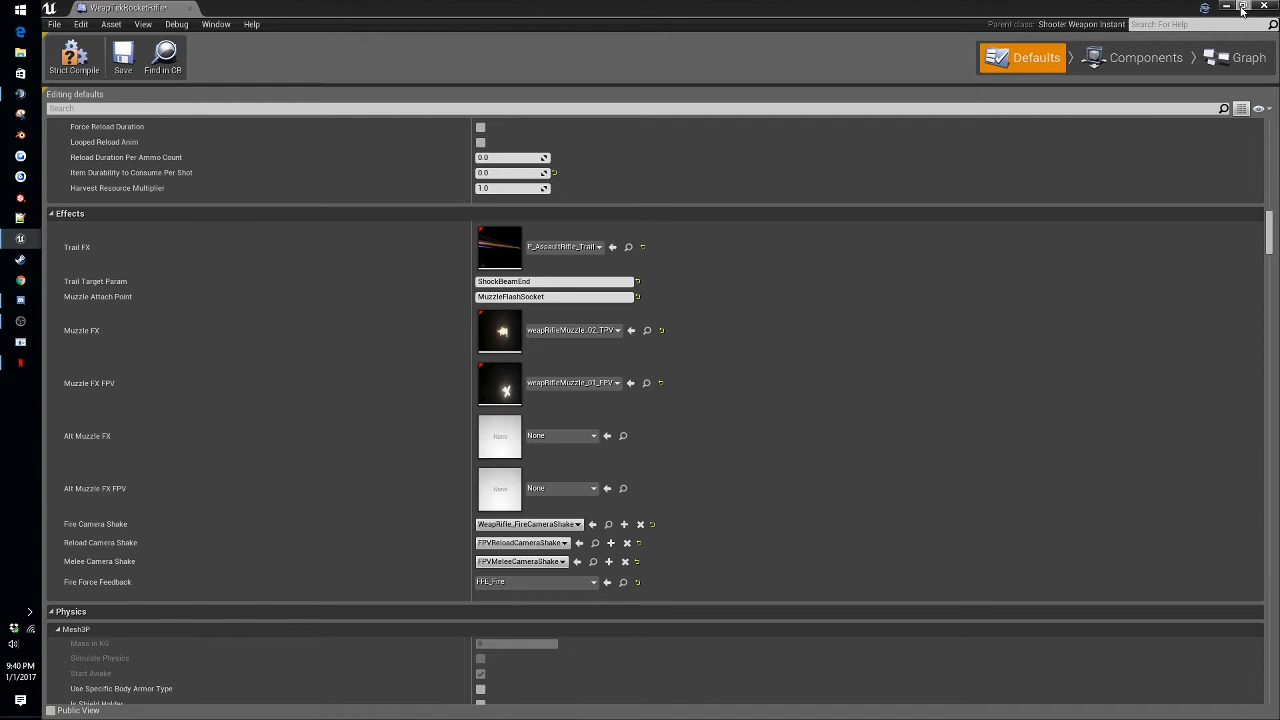 WeapTekRocketRifle*
File Edit Asset View Debug Window Help
Parent class: Shooter Weapon Instant
Search For Help
Strict Compile
Save
Find in CB
Defaults
Components
Graph
Editing defaults
Search
Force Reload Duration
Looped Reload Anim
Reload Duration Per Ammo Count 0.0
Item Durability to Consume Per Shot 0.0
Harvest Resource Multiplier 1.0
Effects
Trail FX P_AssaultRifle_Trail
Trail Target Param ShockBeamEnd
Muzzle Attach Point MuzzleFlashSocket
Muzzle FX weapRifleMuzzle_02_TPV
Muzzle FX FPV weapRifleMuzzle_01_FPV
Alt Muzzle FX None None
Alt Muzzle FX FPV None None
Fire Camera Shake WeapRifle_FireCameraShake
Reload Camera Shake FPVReloadCameraShake
Melee Camera Shake FPVMeleeCameraShake
Fire Force Feedback FFE_Fire
Physics
Mesh3P
Mass in KG 0
Simulate Physics
Start Awake
Use Specific Body Armor Type
Is Shield Holder
Public View
9:40 PM
1/1/2017